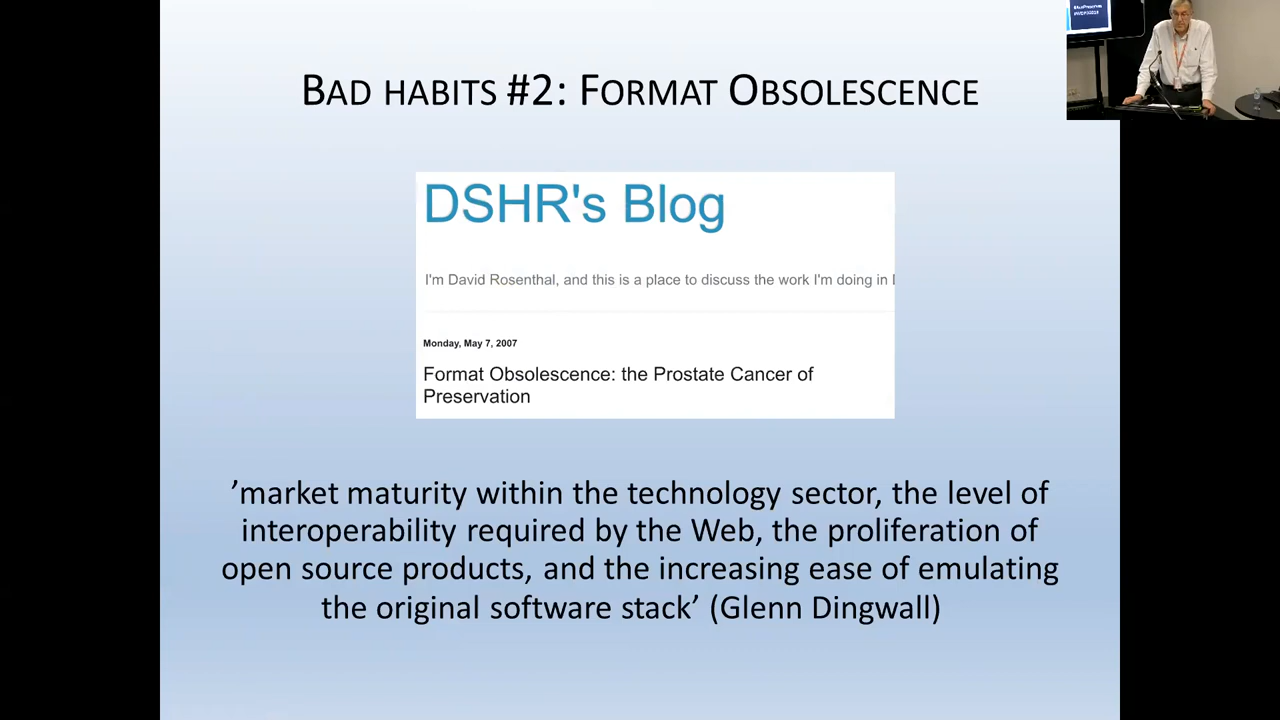 BAD HABITS #2: FORMAT OBSOLESCENCE
DSHR's Blog
I'm David Rosenthal, and this is a place to discuss the work I'm doing in
Monday, May 7, 2007
Format Obsolescence: the Prostate Cancer of
Preservation
’market maturity within the technology sector, the level of
interoperability required by the Web, the proliferation of
open source products, and the increasing ease of emulating
the original software stack’ (Glenn Dingwall)